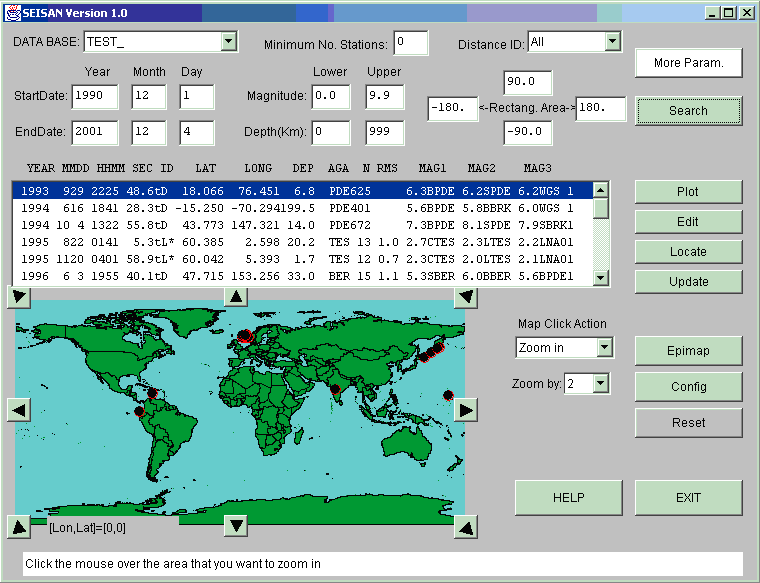 SEISAN Version 1.0
DATA BASE: TEST_ Minimum No. Stations: 0 Distance ID: All
More Param.
Year Month Day Lower Upper
90.0
StartDate: 1990 12 1 Magnitude: 0.0 9.9
-180. <-Rectang. Area-> 180. Search
EndDate: 2001 12 4 Depth(Km): 0 999 -90.0
YEAR MMDD HHMM SEC ID LAT LONG DEP AGA N RMS MAG1 MAG2 MAG3
1993 929 2225 48.6tD 18.066 76.451 6.8 PDE625 6.3BPDE 6.2SPDE 6.2WGS 1
1994 616 1841 28.3tD -15.250 -70.294199.5 PDE401 5.6BPDE 5.8BBRK 6.0WGS 1
1994 10 4 1322 55.8tD 43.773 147.321 14.0 PDE672 7.3BPDE 8.1SPDE 7.9SBRK1
1995 822 0141 5.3tL* 60.385 2.598 20.2 TES 13 1.0 2.7CTES 2.3LTES 2.2LNAO1
1995 1120 0401 58.9tL* 60.042 5.393 1.7 TES 12 0.7 2.3CTES 2.0LTES 2.1LNAO1
1996 6 3 1955 40.1tD 47.715 153.256 33.0 BER 15 1.1 5.3SBER 6.0BBER 5.6BPDE1
Plot
Edit
Locate
Update
Map Click Action
Zoom in
Zoom by: 2
Epimap
Config
Reset
HELP EXIT
[Lon,Lat]=[0,0]
Click the mouse over the area that you want to zoom in